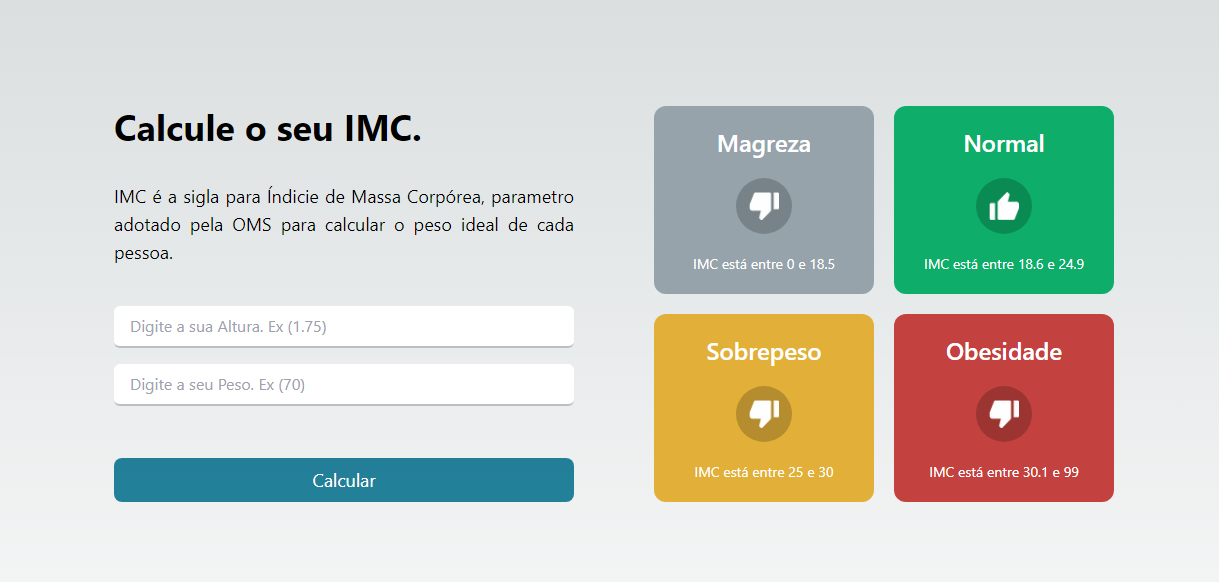 Calcule o seu IMC.
IMC é a sigla para Índicie de Massa Corpórea, parametro
adotado pela OMS para calcular o peso ideal de cada
pessoa.
Digite a sua Altura. Ex (1.75)
Digite a seu Peso. Ex (70)
Calcular
Magreza
IMC está entre 0 e 18.5
Normal
IMC está entre 18.6 e 24.9
Sobrepeso
IMC está entre 25 e 30
Obesidade
IMC está entre 30.1 e 99